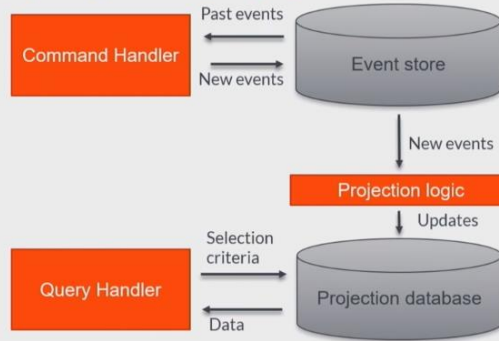 Past events
Command Handler
Event store
New events
New events
Projection logic
Updates
Selection
criteria
Query Handler
Projection database
Data